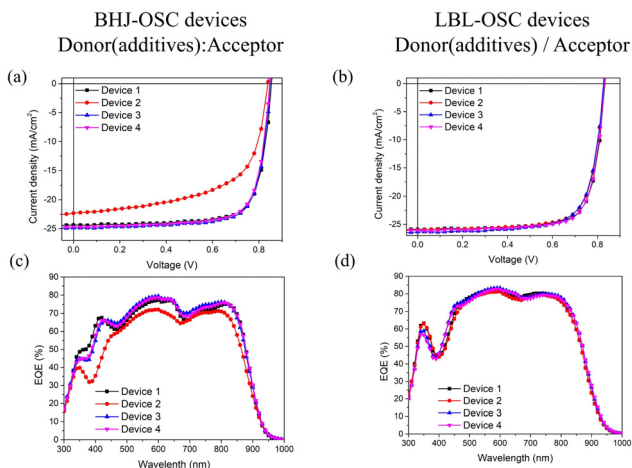 BHJ-OSC devices
Donor(additives):Acceptor
LBL-OSC devices
Donor(additives) / Acceptor
(a)
0
-5
-10
-15
-20
-25
Current density (mA/cm²)
Device 1
Device 2
Device 3
Device 4
0.0 0.2 0.4 0.6 0.8
Voltage (V)
(b)
0
-5
-10
-15
-20
-25
Current density (mA/cm²)
Device 1
Device 2
Device 3
Device 4
0.0 0.2 0.4 0.6 0.8
Voltage (V)
(c)
90
80
70
60
50
40
30
20
10
0
EQE (%)
Device 1
Device 2
Device 3
Device 4
300 400 500 600 700 800 900 1000
Wavelenth (nm)
(d)
90
80
70
60
50
40
30
20
10
0
EQE (%)
Device 1
Device 2
Device 3
Device 4
300 400 500 600 700 800 900 1000
Wavelength (nm)